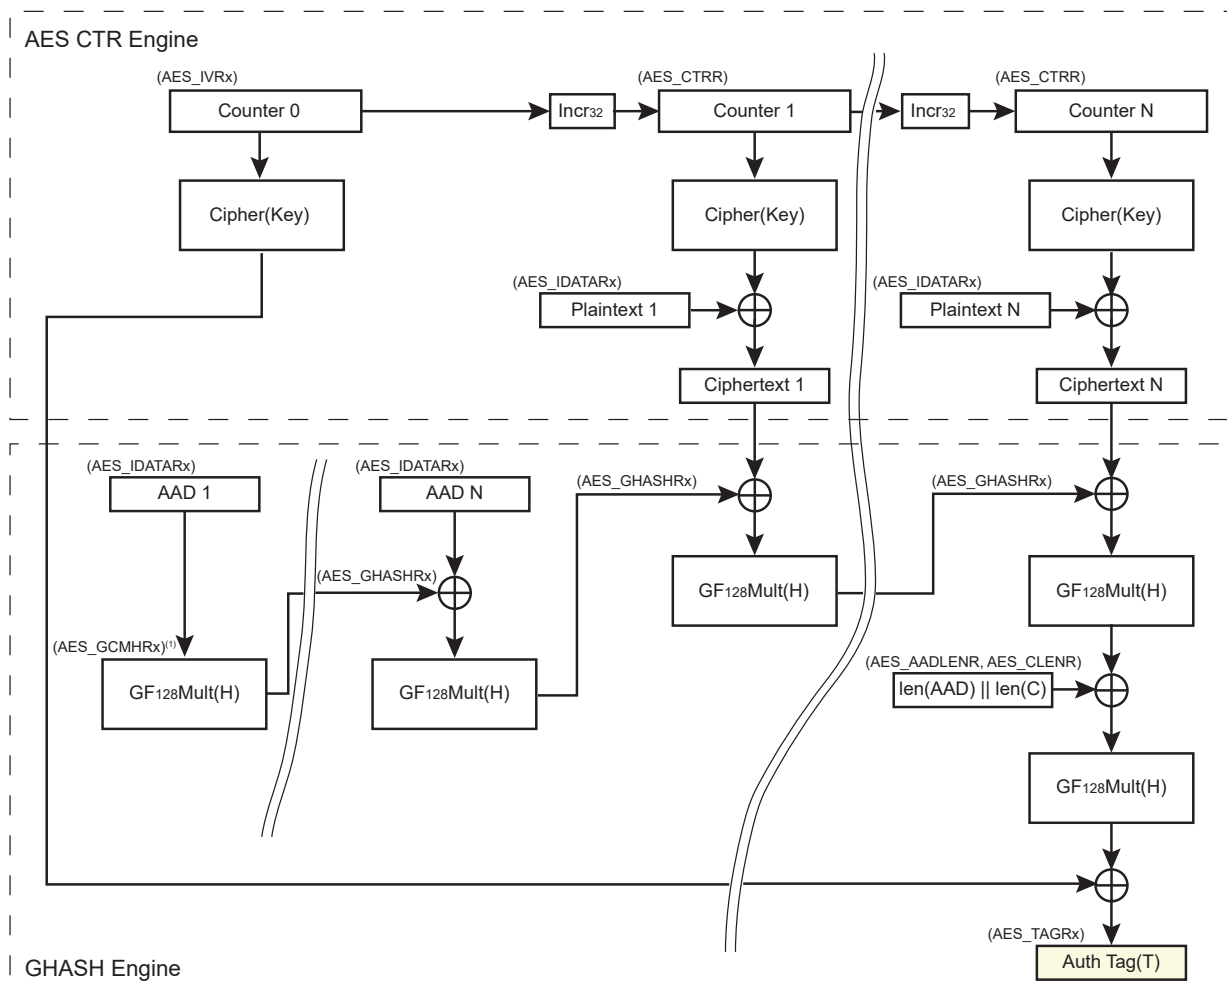 AES CTR Engine
(AES_IVRx)
Counter 0
Incr32
(AES_CTRR)
Counter 1
Incr32
(AES_CTRR)
Counter N
Cipher(Key)
Cipher(Key)
Cipher(Key)
(AES_IDATARx)
Plaintext 1
(AES_IDATARx)
Plaintext N
Ciphertext 1
Ciphertext N
(AES_IDATARx)
AAD 1
(AES_IDATARx)
AAD N
(AES_GHASHRx)
(AES_GHASHRx)
(AES_GHASHRx)
GF128Mult(H)
GF128Mult(H)
(AES_GCMHRx)(1)
GF128Mult(H)
GF128Mult(H)
(AES_AADLENR, AES_CLENR)
len(AAD) || len(C)
GF128Mult(H)
(AES_TAGRx)
Auth Tag(T)
GHASH Engine